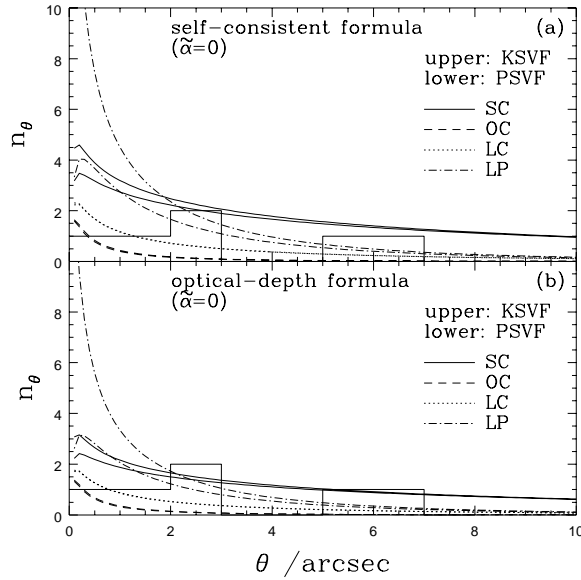 10
self-consistent formula (a)
(α̃=0)
8
upper: KSVF
lower: PSVF
6
SC
OC
LC
LP
n_θ
4
2
0
optical-depth formula (b)
(α̃=0)
8
upper: KSVF
lower: PSVF
6
SC
OC
LC
LP
n_θ
4
2
0
0 2 4 6 8 10
θ /arcsec